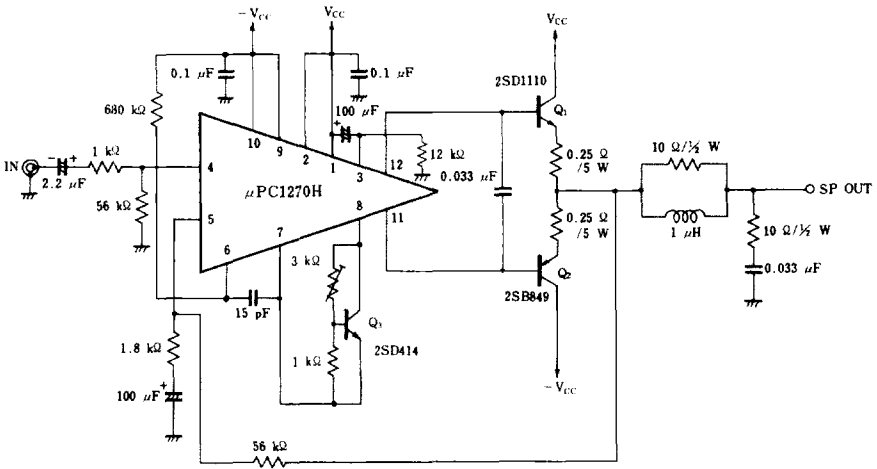 − VCC
VCC
VCC
0.1 µF
0.1 µF
100 µF
+
2SD1110
Q₁
680 kΩ
10
9
2
1
3
12 kΩ
12
0.033 µF
0.25 Ω
/5 W
10 Ω/½ W
IN
− +
2.2 µF
1 kΩ
4
µPC1270H
SP OUT
56 kΩ
5
11
8
0.25 Ω
/5 W
1 µH
10 Ω/½ W
6
7
3 kΩ
Q₂
2SB849
0.033 µF
15 pF
Q₃
2SD414
1.8 kΩ
1 kΩ
− VCC
100 µF
+
56 kΩ